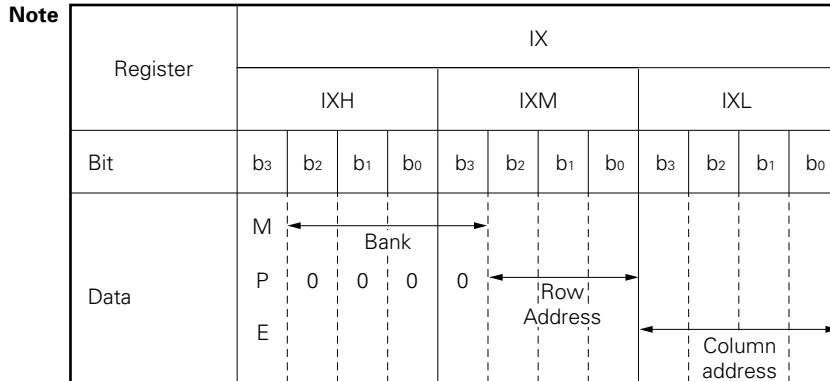 Note
Register
IX
IXH IXM IXL
Bit b3 b2 b1 b0 b3 b2 b1 b0 b3 b2 b1 b0
Data
M
Bank
P 0 0 0 0
Row
Address
E
Column
address